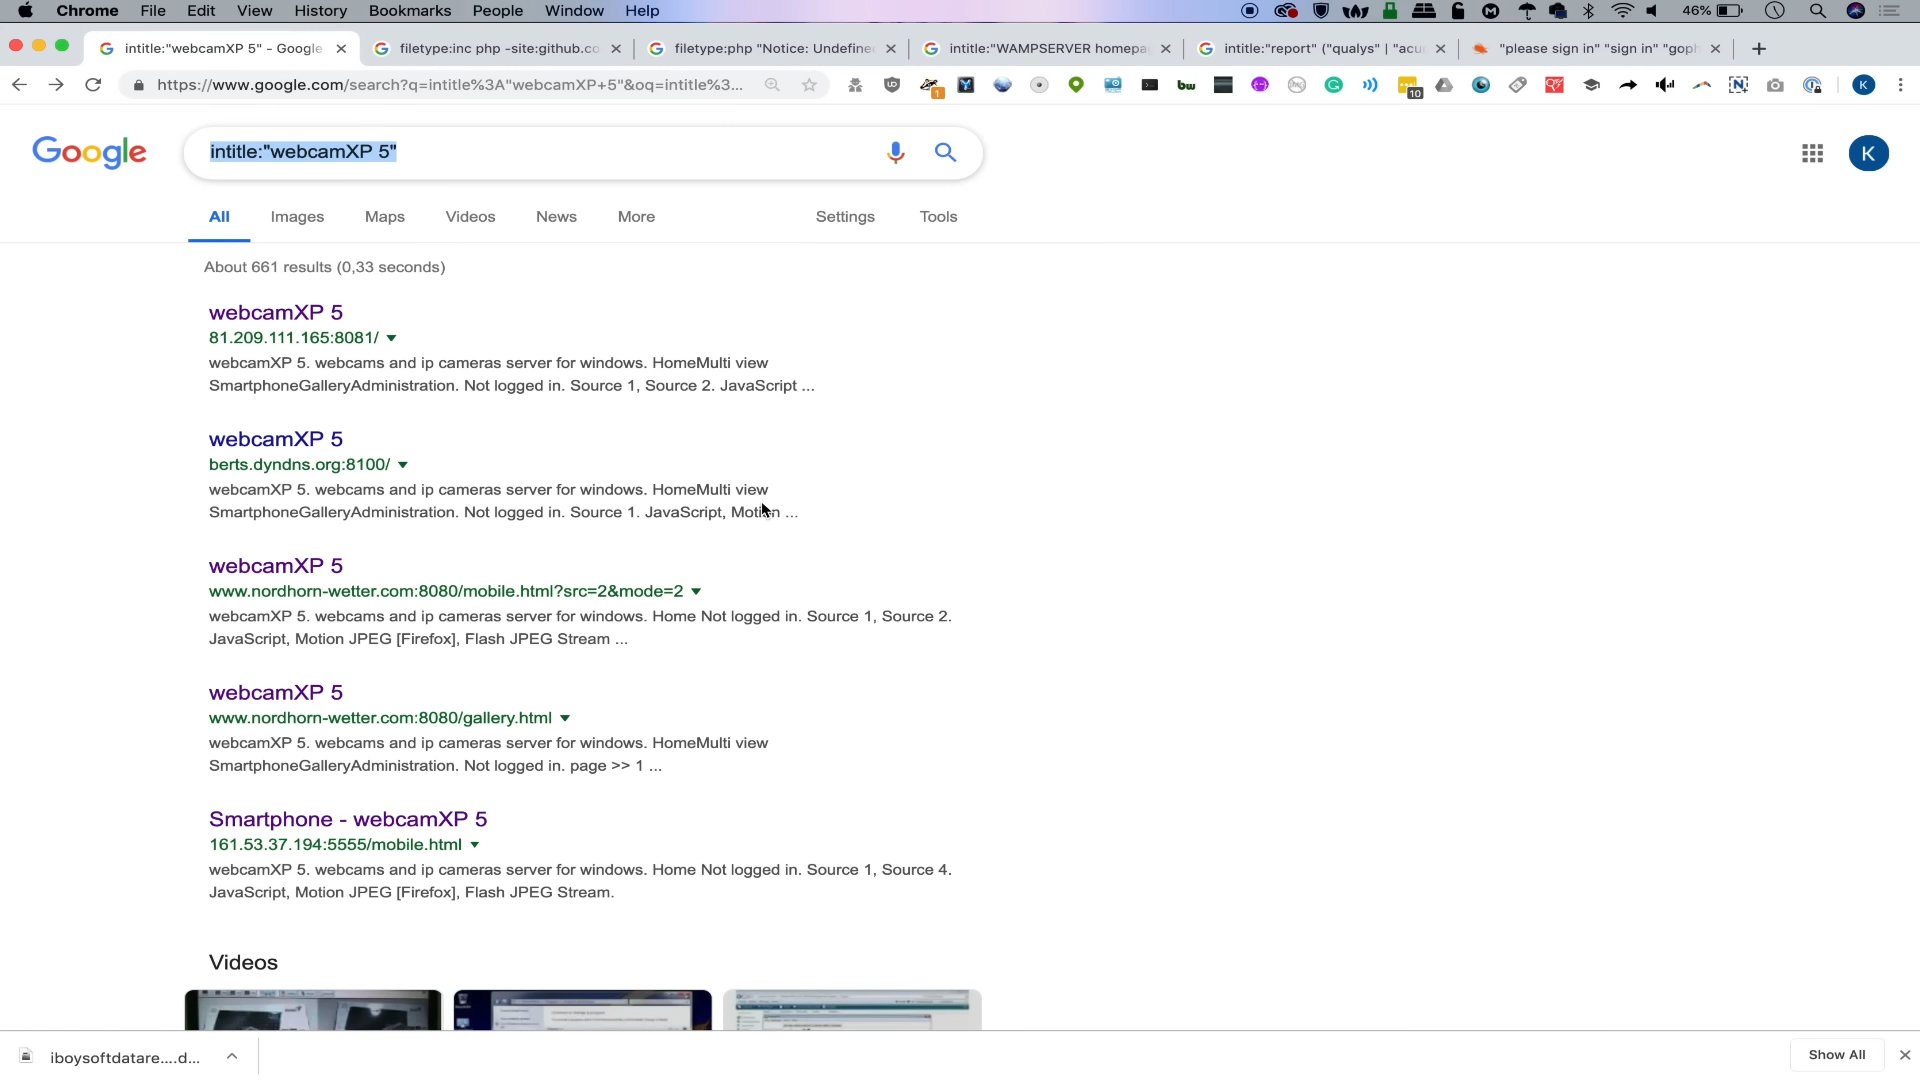 Chrome File Edit View History Bookmarks People Window Help 46%
intitle:"webcamXP 5" - Google
filetype:inc php -site:github.co
filetype:php "Notice: Undefine
intitle:"WAMPSERVER homepa
intitle:"report" ("qualys" | "acu
"please sign in" "sign in" "goph
https://www.google.com/search?q=intitle%3A"webcamXP+5"&oq=intitle%3...
1
bw
10
K
Google
intitle:"webcamXP 5"
K
All Images Maps Videos News More Settings Tools
About 661 results (0,33 seconds)
webcamXP 5
81.209.111.165:8081/
webcamXP 5. webcams and ip cameras server for windows. HomeMulti view
SmartphoneGalleryAdministration. Not logged in. Source 1, Source 2. JavaScript ...
webcamXP 5
berts.dyndns.org:8100/
webcamXP 5. webcams and ip cameras server for windows. HomeMulti view
SmartphoneGalleryAdministration. Not logged in. Source 1. JavaScript, Motion ...
webcamXP 5
www.nordhorn-wetter.com:8080/mobile.html?src=2&mode=2
webcamXP 5. webcams and ip cameras server for windows. Home Not logged in. Source 1, Source 2.
JavaScript, Motion JPEG [Firefox], Flash JPEG Stream ...
webcamXP 5
www.nordhorn-wetter.com:8080/gallery.html
webcamXP 5. webcams and ip cameras server for windows. HomeMulti view
SmartphoneGalleryAdministration. Not logged in. page >> 1 ...
Smartphone - webcamXP 5
161.53.37.194:5555/mobile.html
webcamXP 5. webcams and ip cameras server for windows. Home Not logged in. Source 1, Source 4.
JavaScript, Motion JPEG [Firefox], Flash JPEG Stream.
Videos
iboysoftdatare....d...
Show All